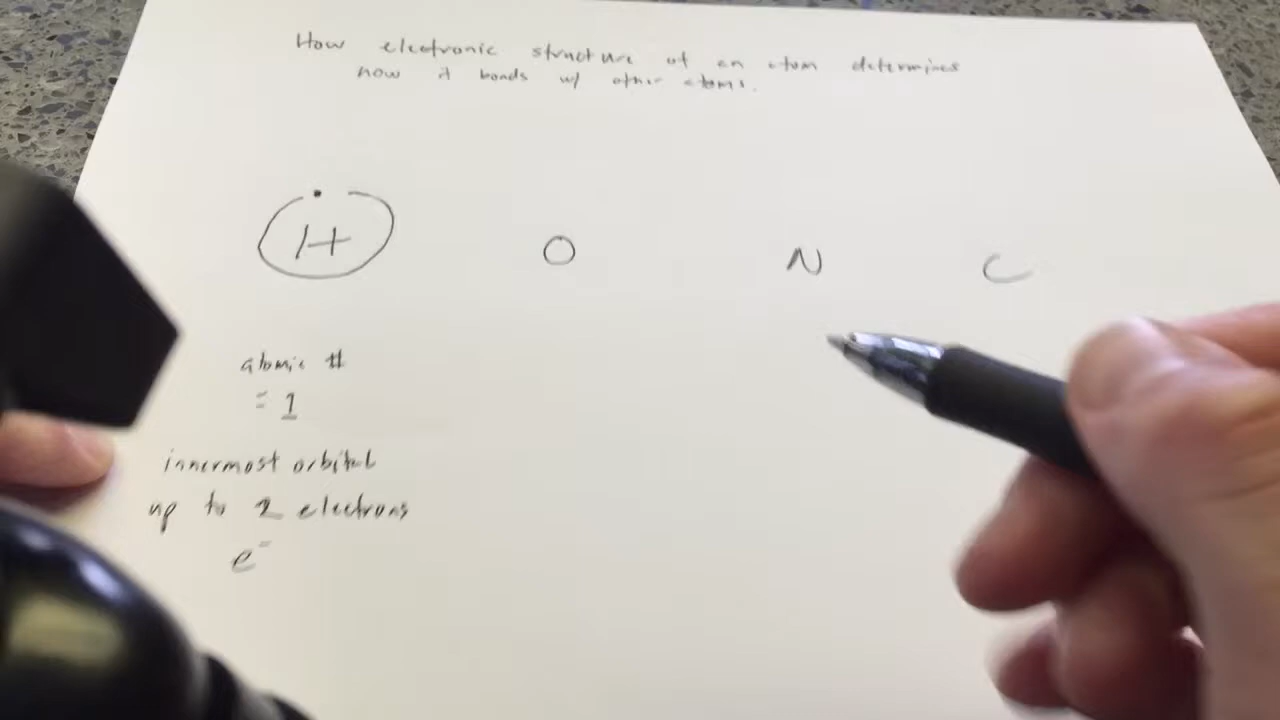 How electronic structure of an atom determines
how it bonds w/ other atoms.
H O N C
atomic #
= 1
innermost orbital
up to 2 electrons
e⁻